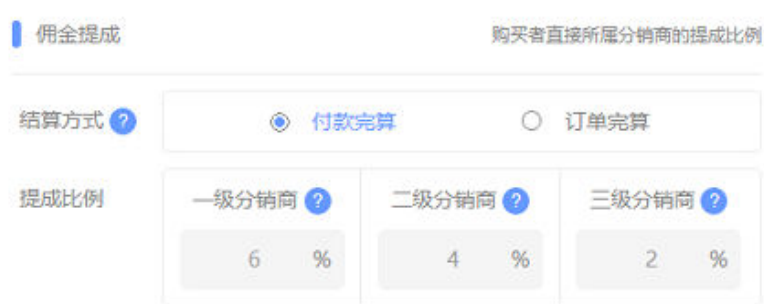 佣金提成 购买者直接所属分销商的提成比例
结算方式 ? 付款完算 订单完算
提成比例 一级分销商 ? 二级分销商 ? 三级分销商 ?
6 % 4 % 2 %